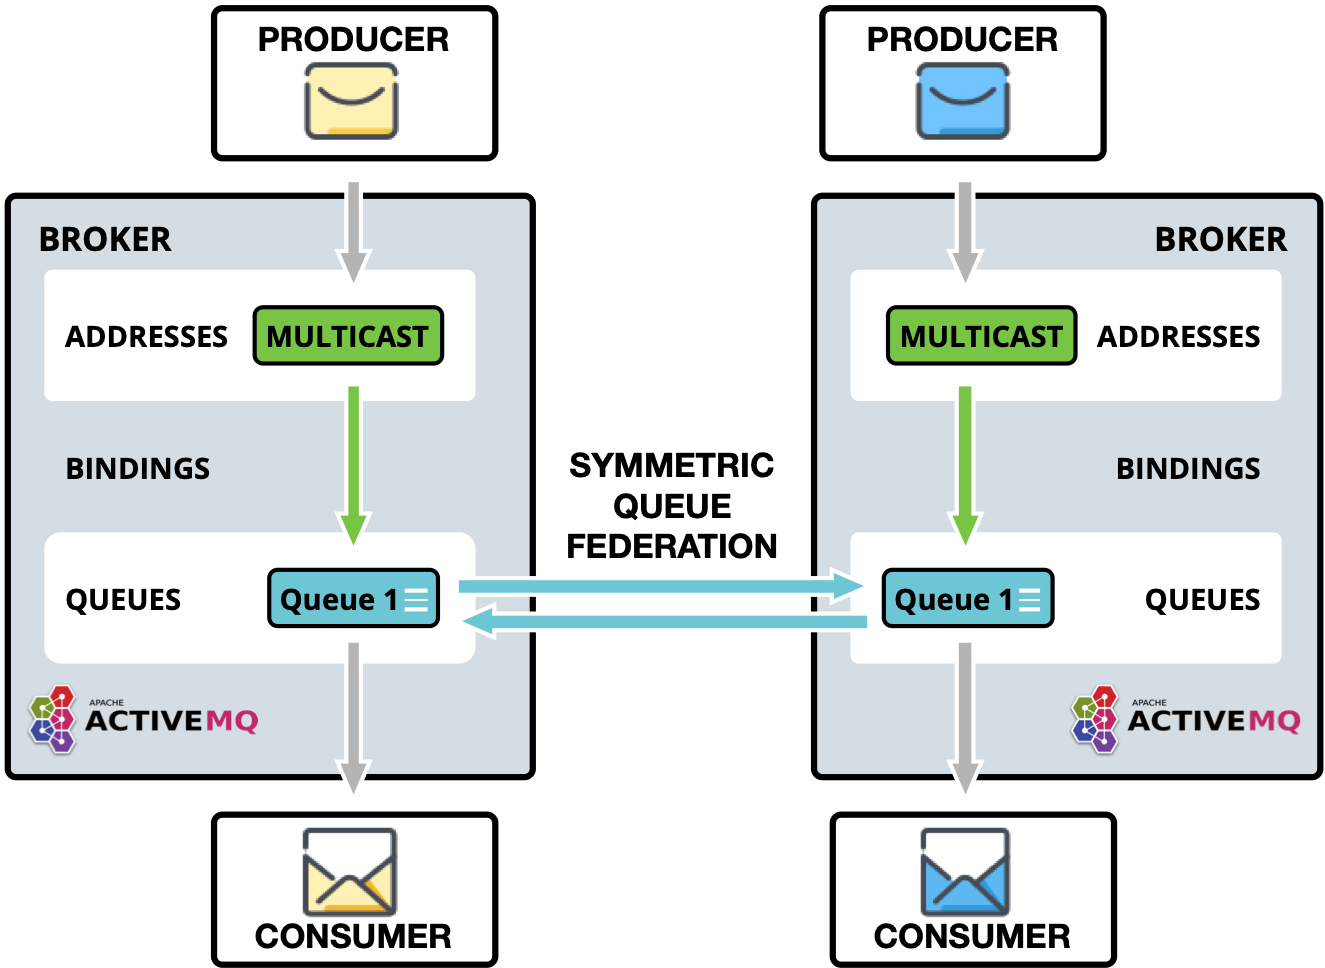 PRODUCER
PRODUCER
BROKER
BROKER
ADDRESSES MULTICAST
MULTICAST ADDRESSES
BINDINGS
SYMMETRIC
QUEUE
FEDERATION
BINDINGS
QUEUES Queue 1
Queue 1 QUEUES
APACHE
ACTIVEMQ
APACHE
ACTIVEMQ
CONSUMER
CONSUMER